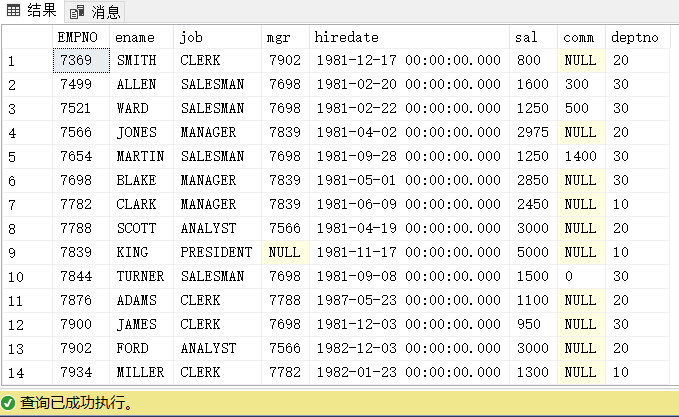 结果 消息
EMPNO ename job mgr hiredate sal comm deptno
1 7369 SMITH CLERK 7902 1981-12-17 00:00:00.000 800 NULL 20
2 7499 ALLEN SALESMAN 7698 1981-02-20 00:00:00.000 1600 300 30
3 7521 WARD SALESMAN 7698 1981-02-22 00:00:00.000 1250 500 30
4 7566 JONES MANAGER 7839 1981-04-02 00:00:00.000 2975 NULL 20
5 7654 MARTIN SALESMAN 7698 1981-09-28 00:00:00.000 1250 1400 30
6 7698 BLAKE MANAGER 7839 1981-05-01 00:00:00.000 2850 NULL 30
7 7782 CLARK MANAGER 7839 1981-06-09 00:00:00.000 2450 NULL 10
8 7788 SCOTT ANALYST 7566 1981-04-19 00:00:00.000 3000 NULL 20
9 7839 KING PRESIDENT NULL 1981-11-17 00:00:00.000 5000 NULL 10
10 7844 TURNER SALESMAN 7698 1981-09-08 00:00:00.000 1500 0 30
11 7876 ADAMS CLERK 7788 1987-05-23 00:00:00.000 1100 NULL 20
12 7900 JAMES CLERK 7698 1981-12-03 00:00:00.000 950 NULL 30
13 7902 FORD ANALYST 7566 1982-12-03 00:00:00.000 3000 NULL 20
14 7934 MILLER CLERK 7782 1982-01-23 00:00:00.000 1300 NULL 10
查询已成功执行。